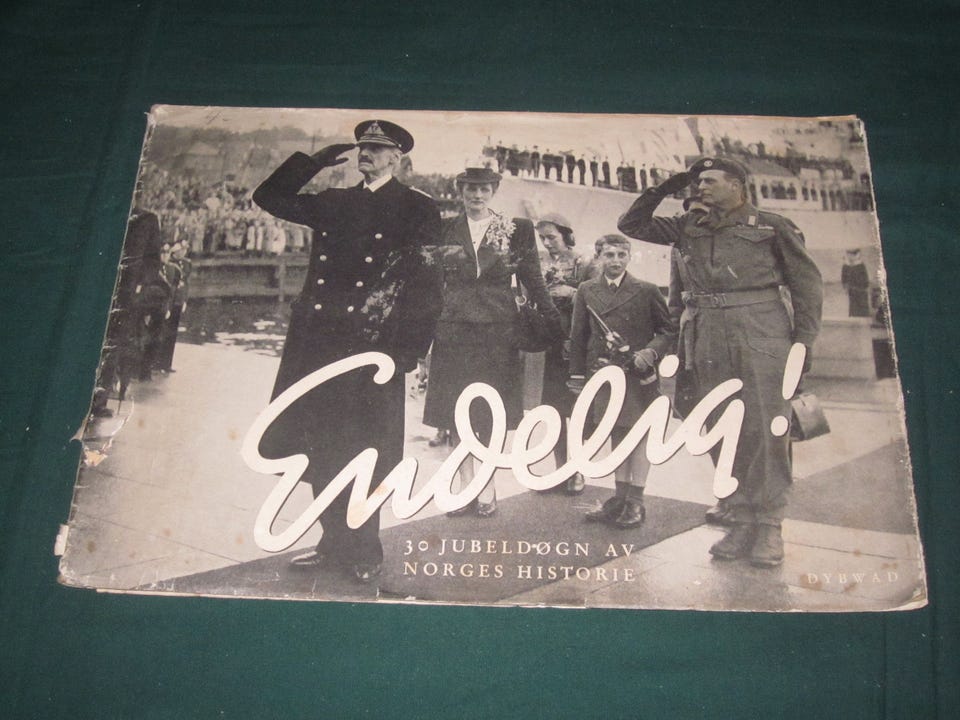 Endelig!
30 JUBELDØGN AV
NORGES HISTORIE
DYBWAD